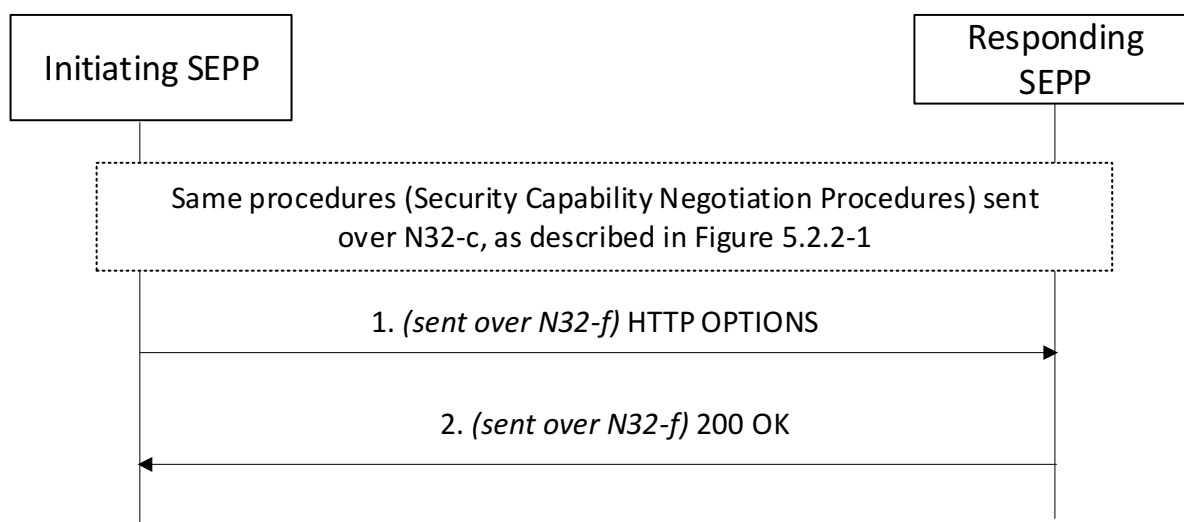 Initiating SEPP
Responding
SEPP
Same procedures (Security Capability Negotiation Procedures) sent
over N32-c, as described in Figure 5.2.2-1
1. (sent over N32-f) HTTP OPTIONS
2. (sent over N32-f) 200 OK